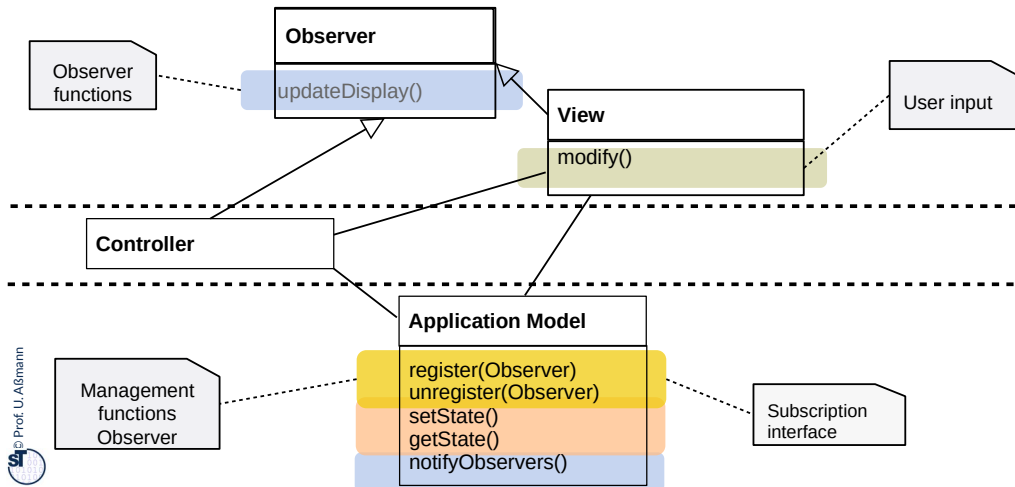 Observer
Observer
functions
updateDisplay()
User input
View
modify()
Controller
Application Model
register(Observer)
unregister(Observer)
setState()
getState()
notifyObservers()
Management
functions
Observer
Subscription
interface
© Prof. U. Aßmann
ST